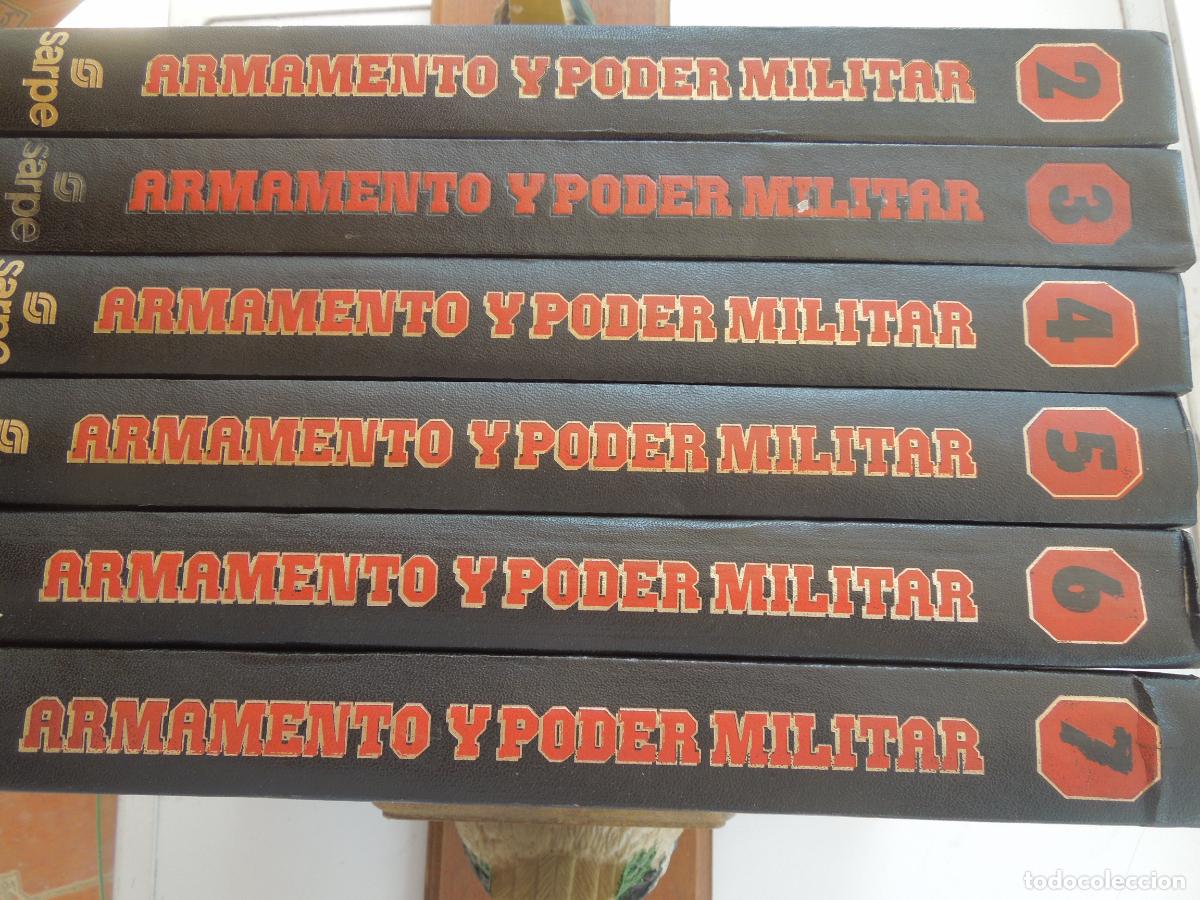 sarpe ARMAMENTO Y PODER MILITAR 2
sarpe ARMAMENTO Y PODER MILITAR 3
sarpe ARMAMENTO Y PODER MILITAR 4
ARMAMENTO Y PODER MILITAR 5
ARMAMENTO Y PODER MILITAR 6
ARMAMENTO Y PODER MILITAR 7
todocoleccion